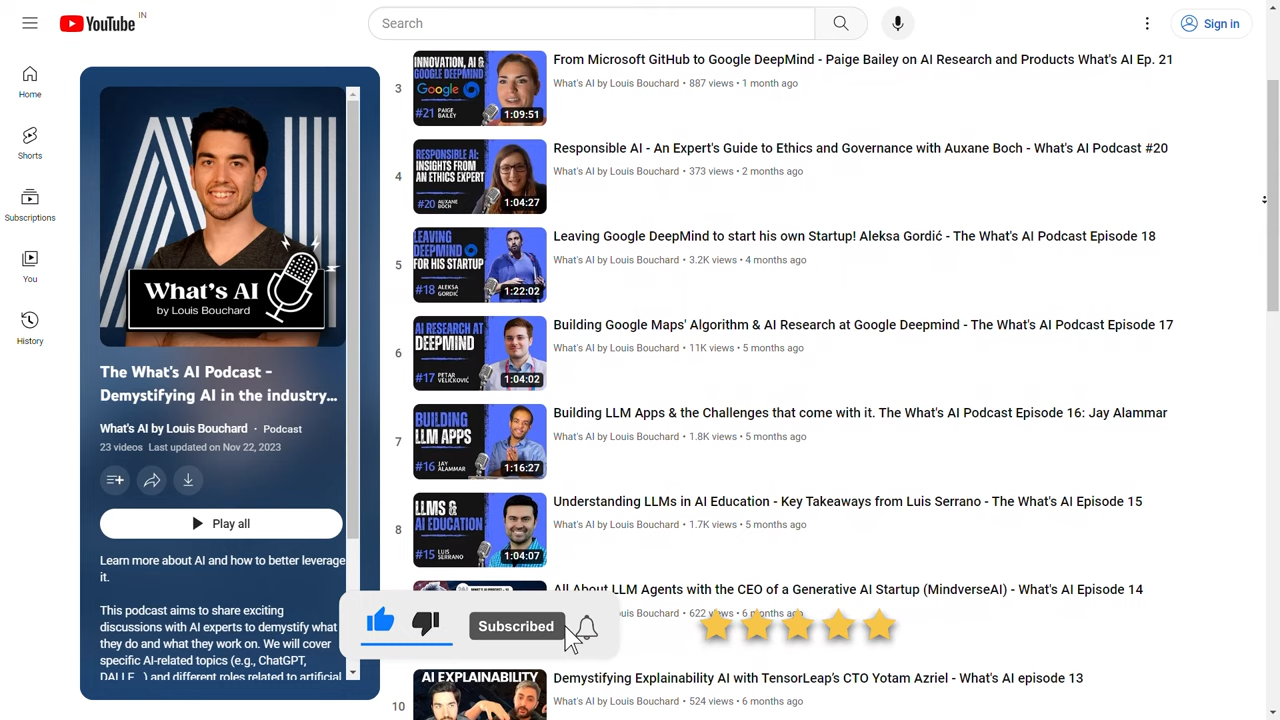 YouTube IN
Search
Sign in
Home
Shorts
Subscriptions
You
History
What's AI
by Louis Bouchard
The What's AI Podcast -
Demystifying AI in the industry...
What's AI by Louis Bouchard · Podcast
23 videos Last updated on Nov 22, 2023
Play all
Learn more about AI and how to better leverage
it.
This podcast aims to share exciting
discussions with AI experts to demystify what
they do and what they work on. We will cover
specific AI-related topics (e.g., ChatGPT,
DALLE...) and different roles related to artificial
3
INNOVATION, AI &
GOOGLE DEEPMIND
Google
#21 PAIGE BAILEY
1:09:51
From Microsoft GitHub to Google DeepMind - Paige Bailey on AI Research and Products What's AI Ep. 21
What's AI by Louis Bouchard • 887 views • 1 month ago
4
RESPONSIBLE AI:
INSIGHTS FROM
AN ETHICS EXPERT
#20 AUXANE BOCH
1:04:27
Responsible AI - An Expert's Guide to Ethics and Governance with Auxane Boch - What's AI Podcast #20
What's AI by Louis Bouchard • 373 views • 2 months ago
5
LEAVING
DEEPMIND
FOR HIS STARTUP
#18 ALEKSA GORDIĆ
1:22:02
Leaving Google DeepMind to start his own Startup! Aleksa Gordić - The What's AI Podcast Episode 18
What's AI by Louis Bouchard • 3.2K views • 4 months ago
6
AI RESEARCH AT
DEEPMIND
#17 PETAR VELIČKOVIĆ
1:04:02
Building Google Maps' Algorithm & AI Research at Google Deepmind - The What's AI Podcast Episode 17
What's AI by Louis Bouchard • 11K views • 5 months ago
7
BUILDING
LLM APPS
#16 JAY ALAMMAR
1:16:27
Building LLM Apps & the Challenges that come with it. The What's AI Podcast Episode 16: Jay Alammar
What's AI by Louis Bouchard • 1.8K views • 5 months ago
8
LLMS &
AI EDUCATION
#15 LUIS SERRANO
1:04:07
Understanding LLMs in AI Education - Key Takeaways from Luis Serrano - The What's AI Episode 15
What's AI by Louis Bouchard • 1.7K views • 5 months ago
All About LLM Agents with the CEO of a Generative AI Startup (MindverseAI) - What's AI Episode 14
Louis Bouchard • 622 views • 6 months ago
Subscribed
10
AI EXPLAINABILITY
Demystifying Explainability AI with TensorLeap's CTO Yotam Azriel - What's AI episode 13
What's AI by Louis Bouchard • 524 views • 6 months ago